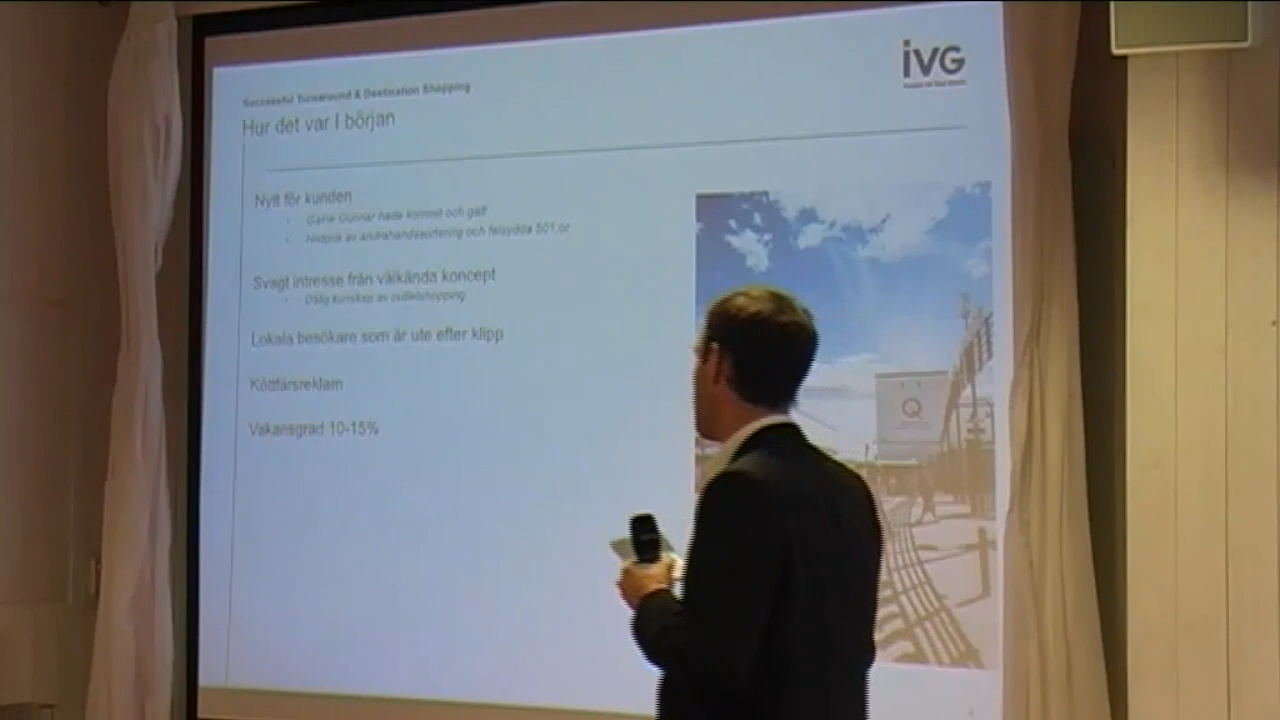 iVG
Successful Turnaround & Destination Shopping
Hur det var I början
Nytt för kunden
Galne Gunnar hade kommit och gått
Historik av andrahandssortering och felsydda 501:or
Svagt intresse från välkända koncept
Dålig kunskap av outletshopping
Lokala besökare som är ute efter klipp
Köttfärsreklam
Vakansgrad 10-15%
Q